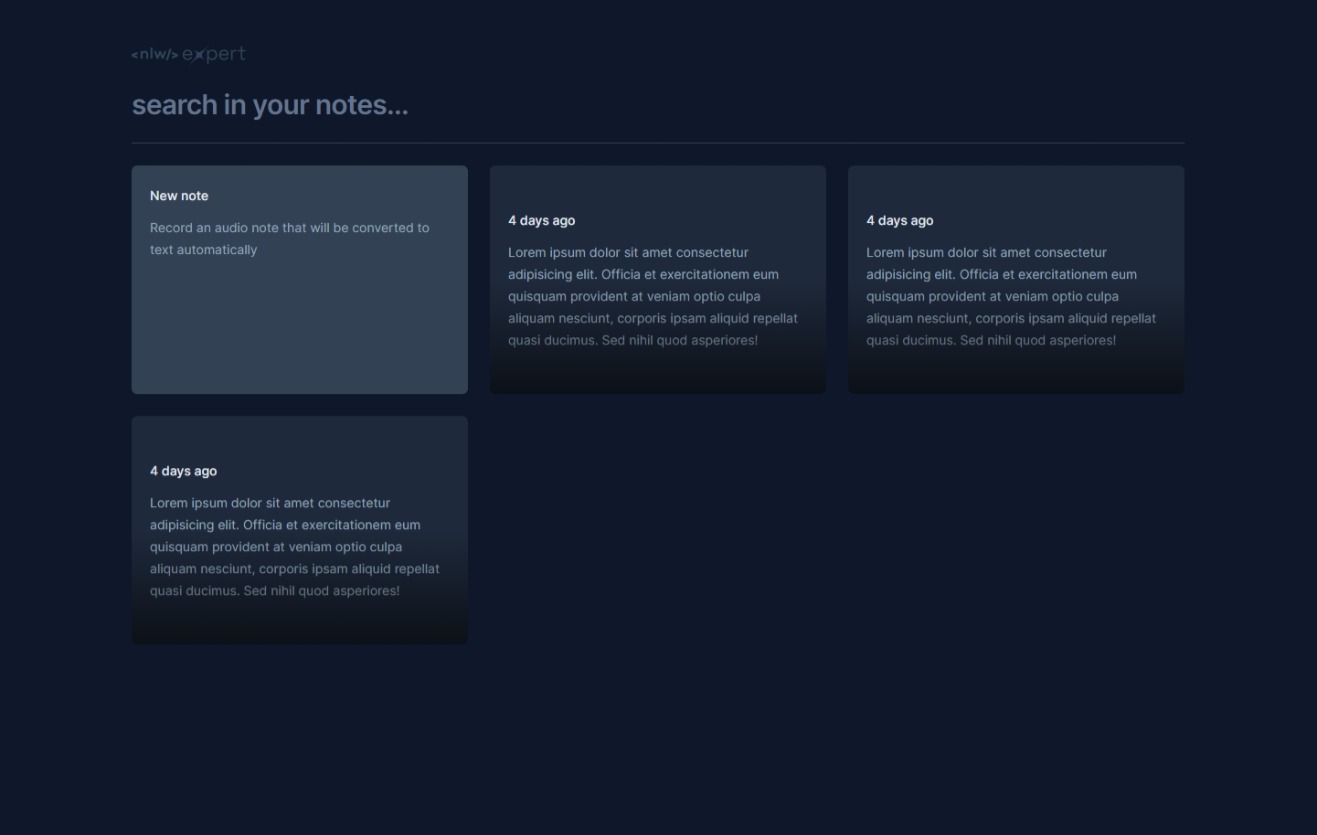 <nlw/> expert
search in your notes...
New note
Record an audio note that will be converted to
text automatically
4 days ago
Lorem ipsum dolor sit amet consectetur
adipisicing elit. Officia et exercitationem eum
quisquam provident at veniam optio culpa
aliquam nesciunt, corporis ipsam aliquid repellat
quasi ducimus. Sed nihil quod asperiores!
4 days ago
Lorem ipsum dolor sit amet consectetur
adipisicing elit. Officia et exercitationem eum
quisquam provident at veniam optio culpa
aliquam nesciunt, corporis ipsam aliquid repellat
quasi ducimus. Sed nihil quod asperiores!
4 days ago
Lorem ipsum dolor sit amet consectetur
adipisicing elit. Officia et exercitationem eum
quisquam provident at veniam optio culpa
aliquam nesciunt, corporis ipsam aliquid repellat
quasi ducimus. Sed nihil quod asperiores!